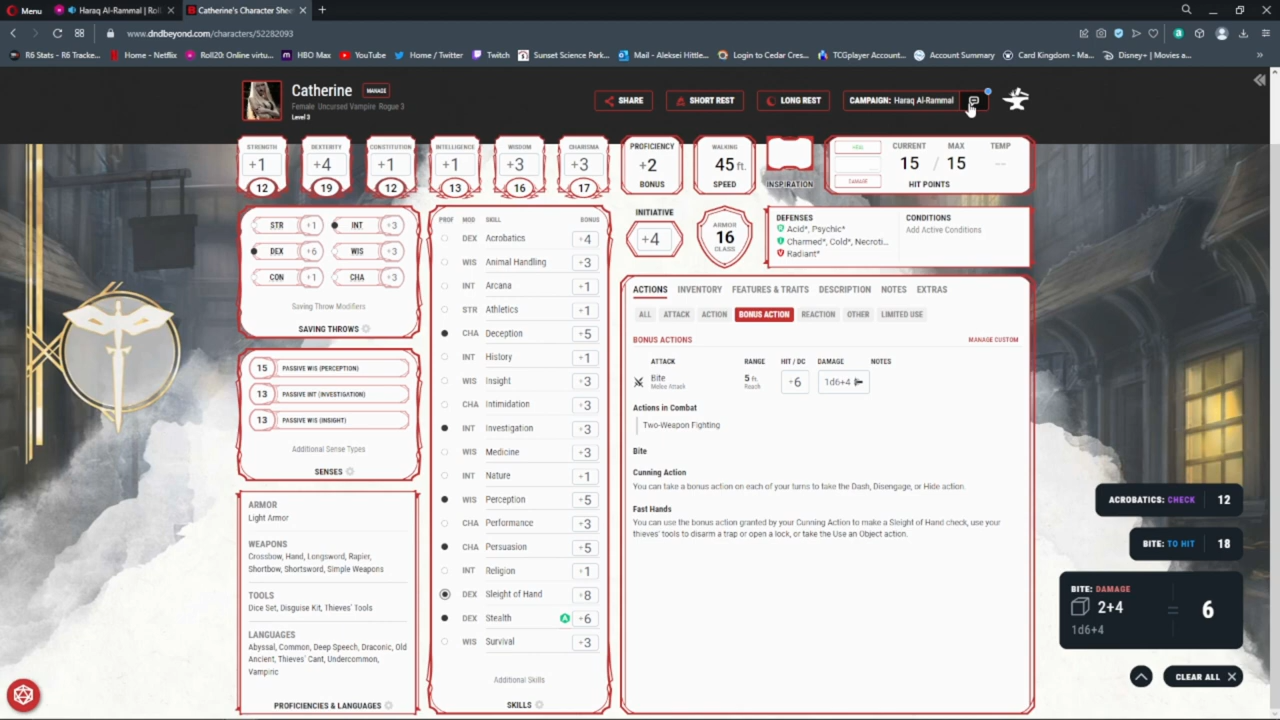 Menu
Haraq Al-Rammal | Roll
Catherine's Character Shee
www.dndbeyond.com/characters/52282093
R6 Stats - R6 Tracke...
Home - Netflix
Roll20: Online virtu...
HBO Max
YouTube
Home / Twitter
Twitch
Sunset Science Park...
Mail - Aleksei Hittle...
Login to Cedar Cres...
TCGplayer Account...
Account Summary
Card Kingdom - Ma...
Disney+ | Movies a...
Catherine
MANAGE
Female Uncursed Vampire Rogue 3
Level 3
SHARE
SHORT REST
LONG REST
CAMPAIGN: Haraq Al-Rammal
STRENGTH
+1
12
DEXTERITY
+4
19
CONSTITUTION
+1
12
INTELLIGENCE
+1
13
WISDOM
+3
16
CHARISMA
+3
17
PROFICIENCY
+2
BONUS
WALKING
45 ft.
SPEED
INSPIRATION
HEAL
DAMAGE
CURRENT
MAX
TEMP
15 / 15
--
HIT POINTS
STR +1
INT +3
DEX +6
WIS +3
CON +1
CHA +3
Saving Throw Modifiers
SAVING THROWS
15 PASSIVE WIS (PERCEPTION)
13 PASSIVE INT (INVESTIGATION)
13 PASSIVE WIS (INSIGHT)
Additional Sense Types
SENSES
ARMOR
Light Armor
WEAPONS
Crossbow, Hand, Longsword, Rapier,
Shortbow, Shortsword, Simple Weapons
TOOLS
Dice Set, Disguise Kit, Thieves' Tools
LANGUAGES
Abyssal, Common, Deep Speech, Draconic, Old
Ancient, Thieves' Cant, Undercommon,
Vampiric
PROFICIENCIES & LANGUAGES
PROF MOD SKILL BONUS
DEX Acrobatics +4
WIS Animal Handling +3
INT Arcana +1
STR Athletics +1
CHA Deception +5
INT History +1
WIS Insight +3
CHA Intimidation +3
INT Investigation +3
WIS Medicine +3
INT Nature +1
WIS Perception +5
CHA Performance +3
CHA Persuasion +5
INT Religion +1
DEX Sleight of Hand +8
DEX Stealth A +6
WIS Survival +3
Additional Skills
SKILLS
INITIATIVE
+4
ARMOR
16
CLASS
DEFENSES
Acid*, Psychic*
Charmed*, Cold*, Necroti...
Radiant*
CONDITIONS
Add Active Conditions
ACTIONS INVENTORY FEATURES & TRAITS DESCRIPTION NOTES EXTRAS
ALL ATTACK ACTION BONUS ACTION REACTION OTHER LIMITED USE
BONUS ACTIONS
MANAGE CUSTOM
ATTACK RANGE HIT / DC DAMAGE NOTES
Bite 5 ft. +6 1d6+4
Melee Attack Reach
Actions in Combat
Two-Weapon Fighting
Bite
Cunning Action
You can take a bonus action on each of your turns to take the Dash, Disengage, or Hide action.
Fast Hands
You can use the bonus action granted by your Cunning Action to make a Sleight of Hand check, use your
thieves' tools to disarm a trap or open a lock, or take the Use an Object action.
ACROBATICS: CHECK 12
BITE: TO HIT 18
BITE: DAMAGE
2+4 = 6
1d6+4
CLEAR ALL X